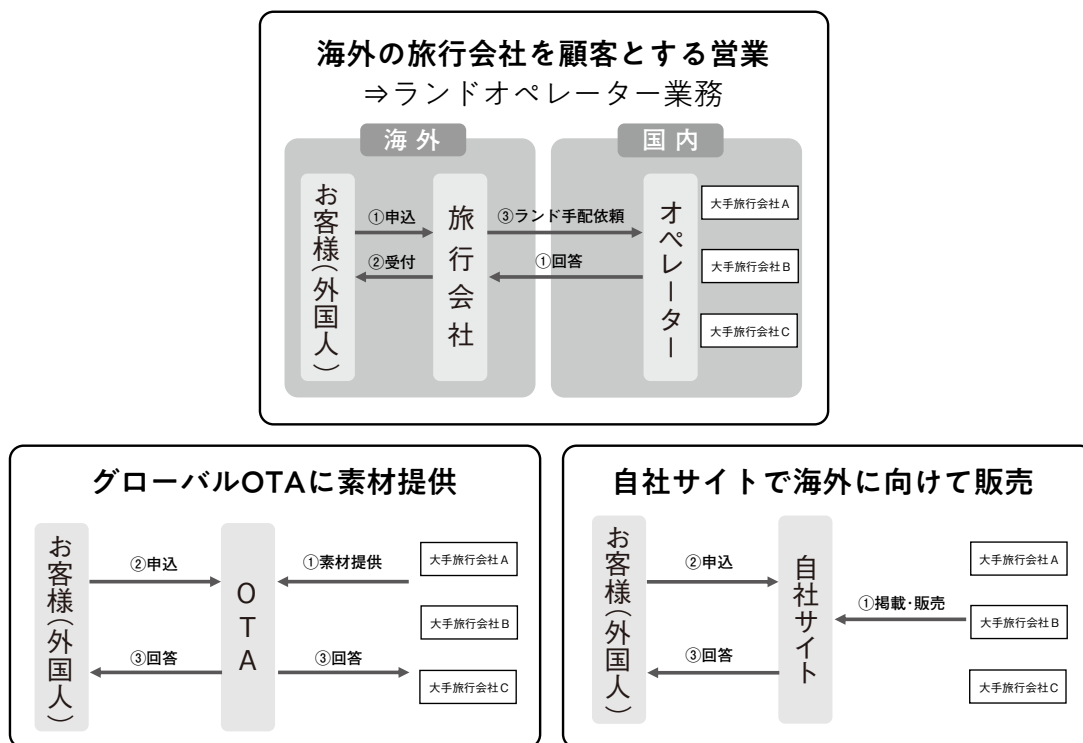 海外の旅行会社を顧客とする営業
⇒ランドオペレーター業務
海外
国内
お客様(外国人)
①申込
②受付
旅行会社
③ランド手配依頼
①回答
オペレーター
大手旅行会社A
大手旅行会社B
大手旅行会社C
グローバルOTAに素材提供
お客様(外国人)
②申込
③回答
OTA
①素材提供
③回答
大手旅行会社A
大手旅行会社B
大手旅行会社C
自社サイトで海外に向けて販売
お客様(外国人)
②申込
③回答
自社サイト
①掲載・販売
大手旅行会社A
大手旅行会社B
大手旅行会社C